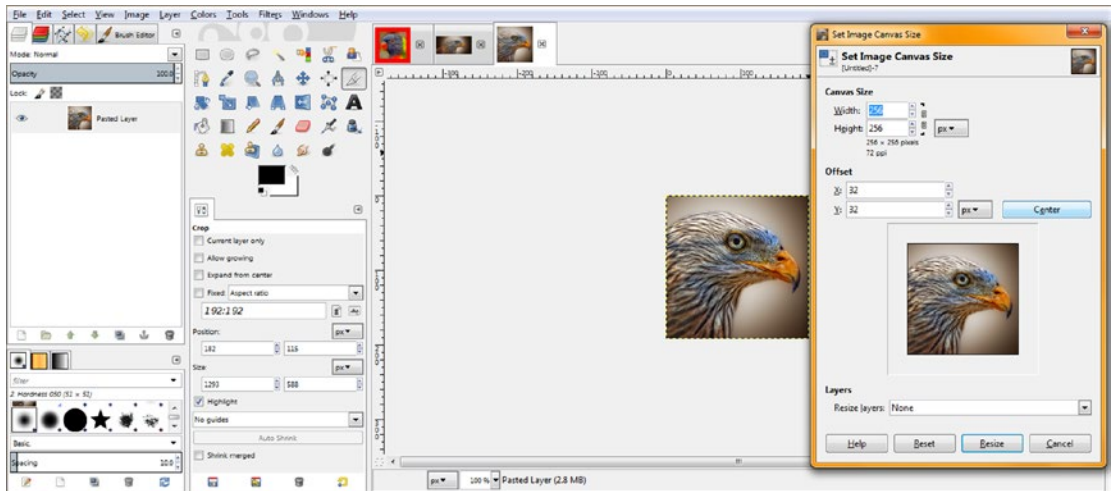 File Edit Select View Image Layer Colors Tools Filters Windows Help
Brush Editor
Mode: Normal
Opacity 100.0
Lock:
Pasted Layer
filter
2. Hardness 050 (51 × 51)
Basic.
Spacing 10.0
Crop
Current layer only
Allow growing
Expand from center
Fixed: Aspect ratio
192:192
Position: px
182 115
Size: px
1293 588
Highlight
No guides
Auto Shrink
Shrink merged
px 100 % Pasted Layer (2.8 MB)
Set Image Canvas Size
Set Image Canvas Size
[Untitled]-7
Canvas Size
Width: 256
Height: 256 px
256 × 256 pixels
72 ppi
Offset
X: 32
Y: 32 px Center
Layers
Resize layers: None
Help Reset Resize Cancel